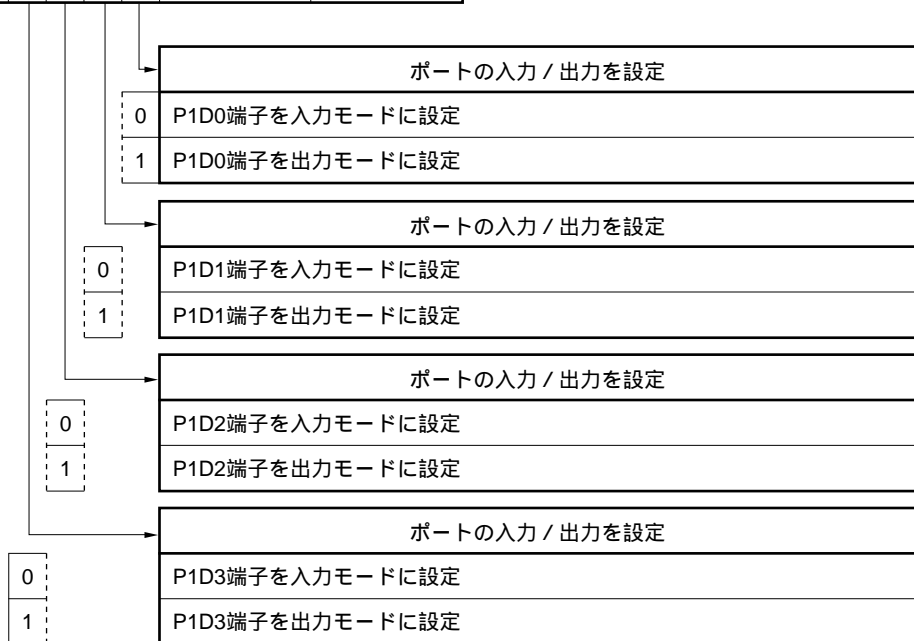 ポートの入力／出力を設定
0 P1D0端子を入力モードに設定
1 P1D0端子を出力モードに設定
ポートの入力／出力を設定
0 P1D1端子を入力モードに設定
1 P1D1端子を出力モードに設定
ポートの入力／出力を設定
0 P1D2端子を入力モードに設定
1 P1D2端子を出力モードに設定
ポートの入力／出力を設定
0 P1D3端子を入力モードに設定
1 P1D3端子を出力モードに設定